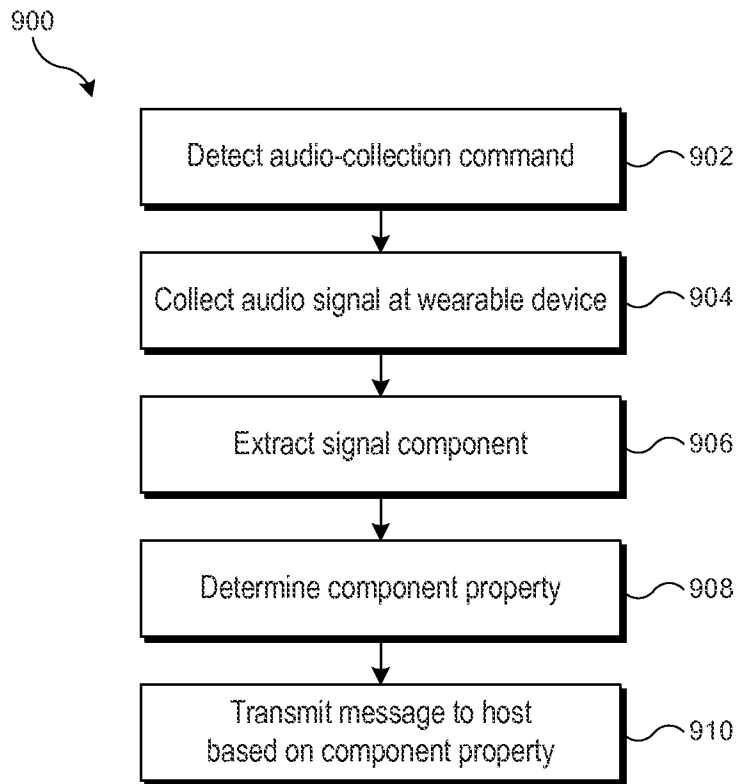 900
Detect audio-collection command
902
Collect audio signal at wearable device
904
Extract signal component
906
Determine component property
908
Transmit message to host
based on component property
910